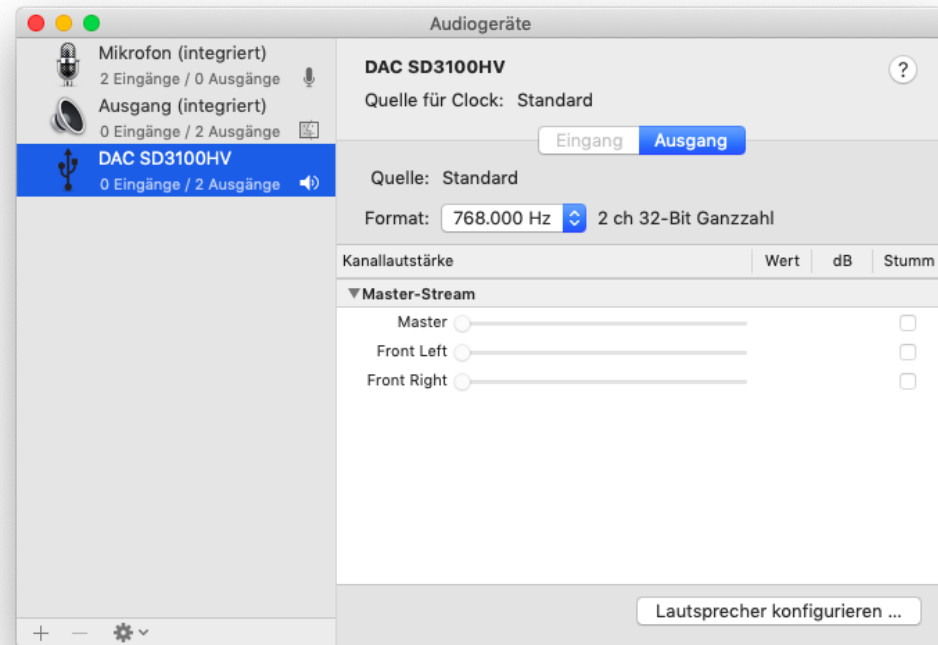 Audiogeräte
Mikrofon (integriert)
2 Eingänge / 0 Ausgänge
Ausgang (integriert)
0 Eingänge / 2 Ausgänge
DAC SD3100HV
0 Eingänge / 2 Ausgänge
DAC SD3100HV
?
Quelle für Clock: Standard
Eingang Ausgang
Quelle: Standard
Format: 768.000 Hz 2 ch 32-Bit Ganzzahl
Kanallautstärke Wert dB Stumm
Master-Stream
Master
Front Left
Front Right
Lautsprecher konfigurieren ...